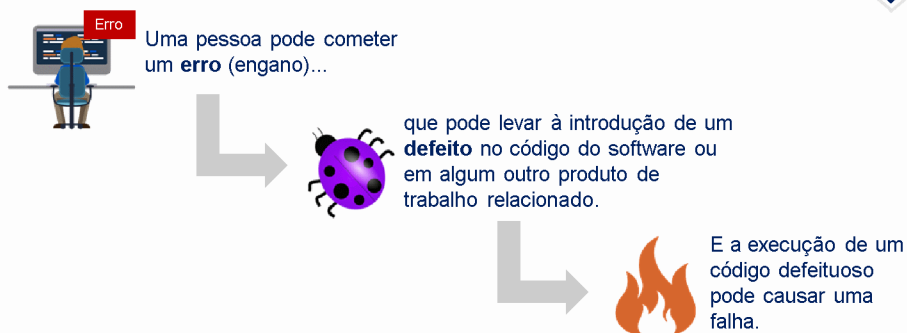 Erro
Uma pessoa pode cometer
um erro (engano)...
que pode levar à introdução de um
defeito no código do software ou
em algum outro produto de
trabalho relacionado.
E a execução de um
código defeituoso
pode causar uma
falha.